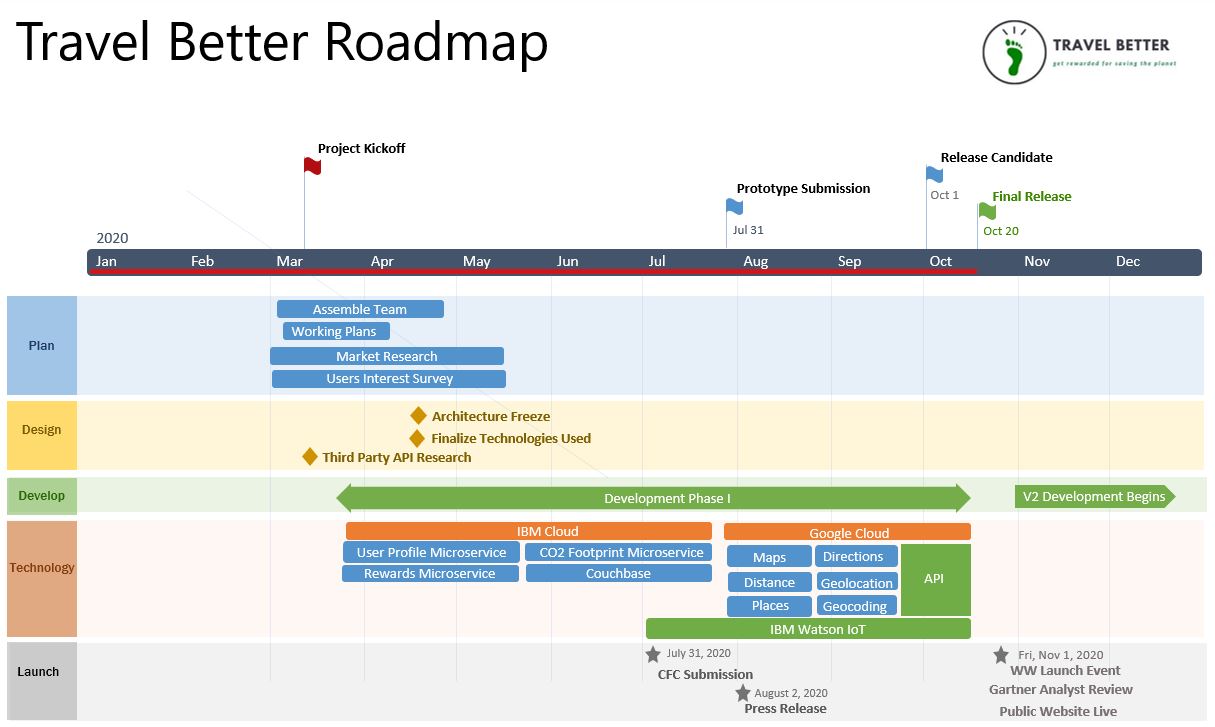 Travel Better Roadmap
TRAVEL BETTER
get rewarded for saving the planet
Project Kickoff
Release Candidate
Oct 1
Prototype Submission
Jul 31
Final Release
Oct 20
2020
Jan Feb Mar Apr May Jun Jul Aug Sep Oct Nov Dec
Plan
Assemble Team
Working Plans
Market Research
Users Interest Survey
Design
Architecture Freeze
Finalize Technologies Used
Third Party API Research
Develop
Development Phase I
V2 Development Begins
Technology
IBM Cloud
User Profile Microservice
CO2 Footprint Microservice
Rewards Microservice
Couchbase
Google Cloud
Maps
Directions
Distance
Geolocation
Places
Geocoding
API
IBM Watson IoT
Launch
July 31, 2020
CFC Submission
August 2, 2020
Press Release
Fri, Nov 1, 2020
WW Launch Event
Gartner Analyst Review
Public Website Live